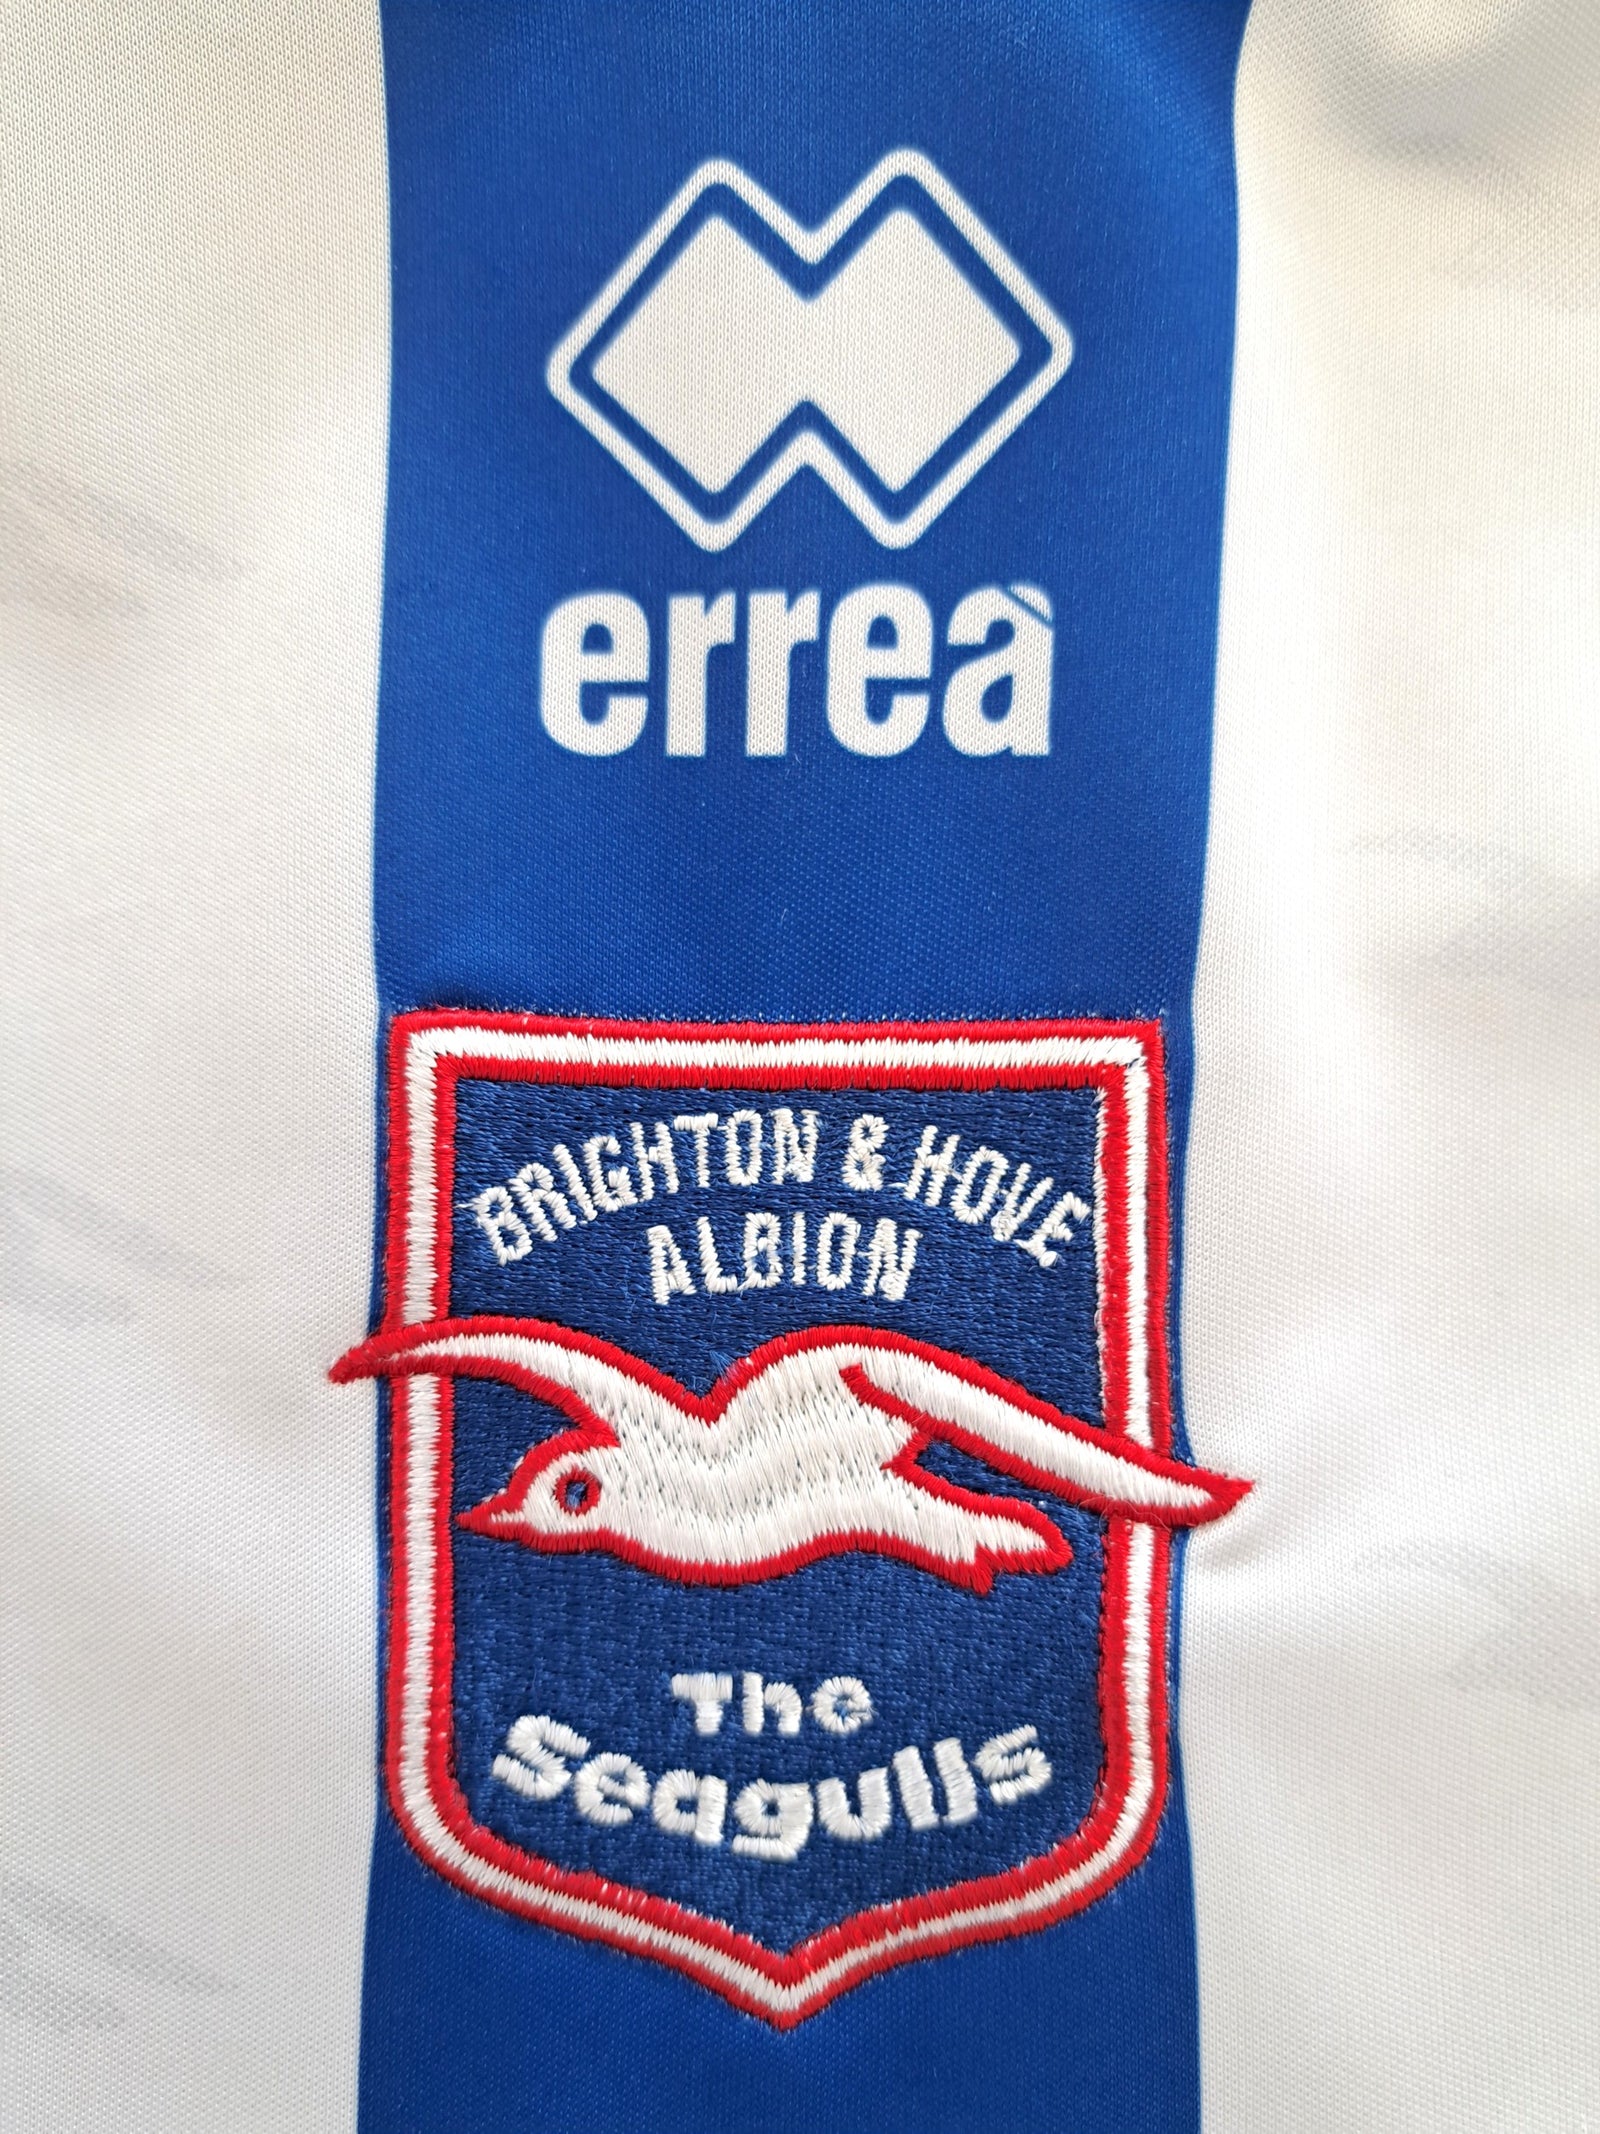 erreà
BRIGHTON & HOVE
ALBION
The
Seagulls